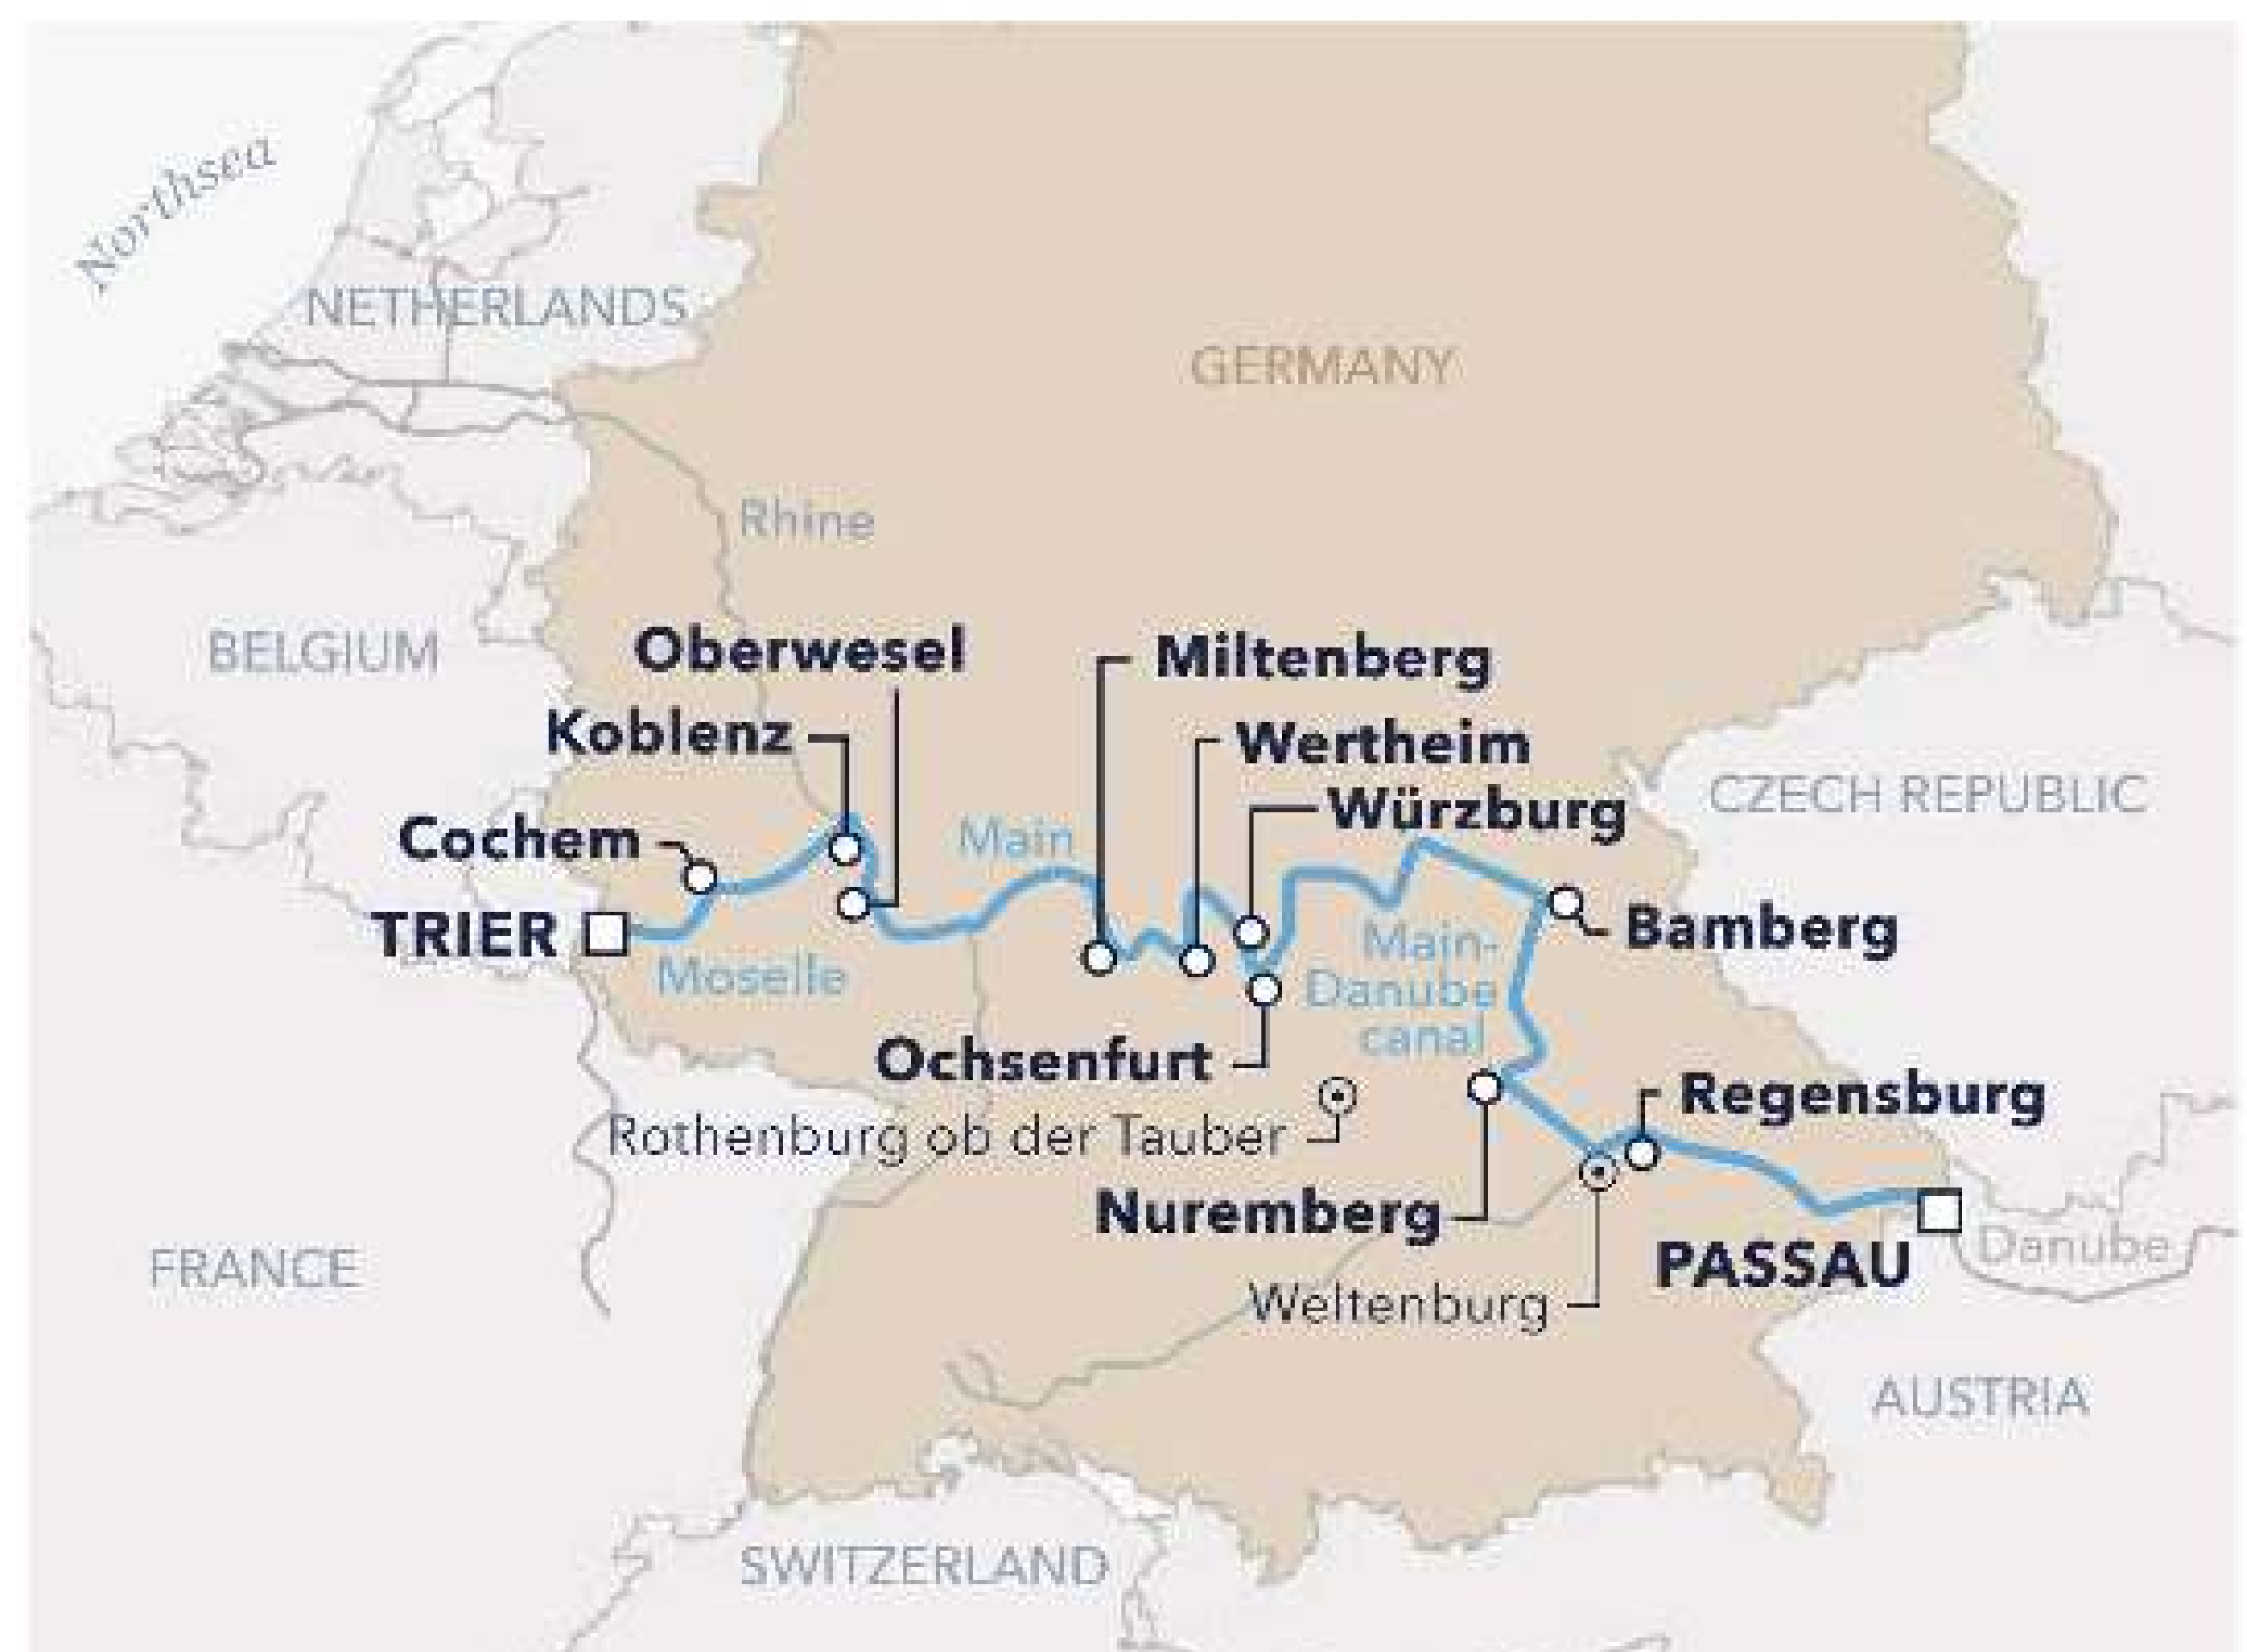 Northsea
NETHERLANDS
GERMANY
Rhine
BELGIUM
Oberwesel
Miltenberg
Koblenz
Wertheim
CZECH REPUBLIC
Würzburg
Cochem
Main
TRIER
Bamberg
Moselle
Main-
Danube
canal
Ochsenfurt
Regensburg
Rothenburg ob der Tauber
Nuremberg
PASSAU
Danube
FRANCE
Weltenburg
AUSTRIA
SWITZERLAND